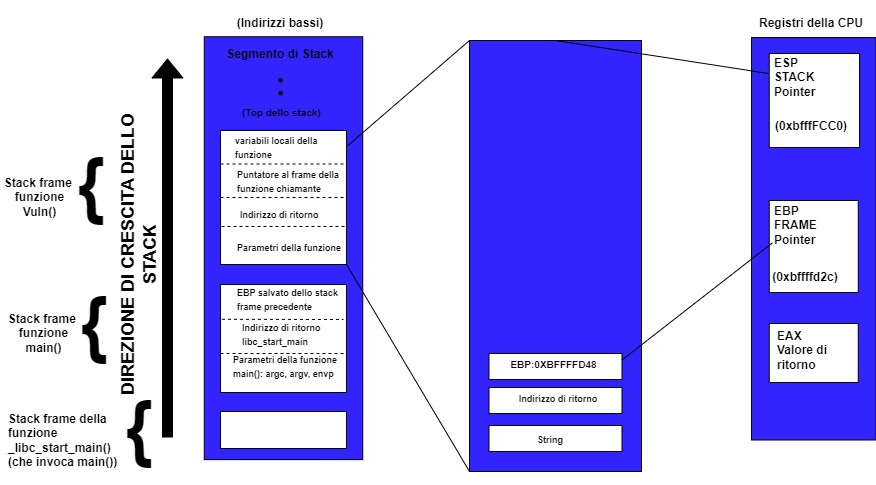 (Indirizzi bassi)
Segmento di Stack
(Top dello stack)
variabili locali della
funzione
Puntatore al frame della
funzione chiamante
Indirizzo di ritorno
Parametri della funzione
EBP salvato dello stack
frame precedente
Indirizzo di ritorno
libc_start_main
Parametri della funzione
main(): argc, argv, envp
Stack frame
funzione
Vuln()
Stack frame
funzione
main()
Stack frame della
funzione
_libc_start_main()
(che invoca main())
DIREZIONE DI CRESCITA DELLO
STACK
EBP:0XBFFFFD48
Indirizzo di ritorno
String
Registri della CPU
ESP
STACK
Pointer
(0xbfffFCC0)
EBP
FRAME
Pointer
(0xbffffd2c)
EAX
Valore di
ritorno